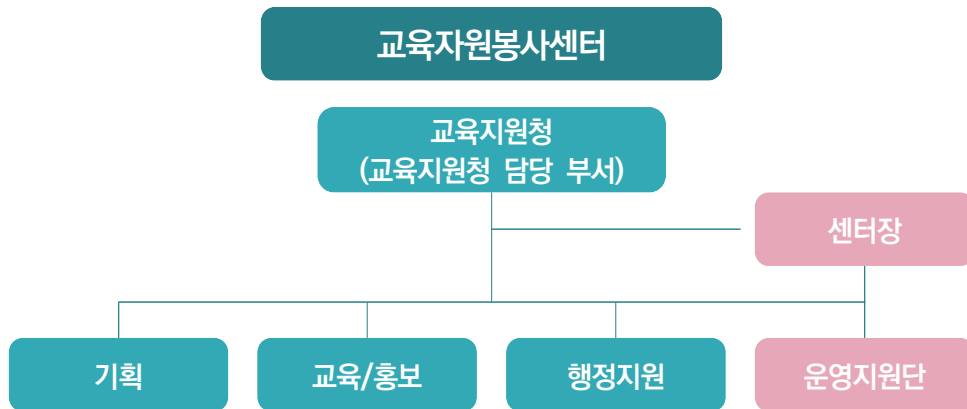 교육자원봉사센터
교육지원청
(교육지원청 담당 부서)
센터장
기획
교육/홍보
행정지원
운영지원단